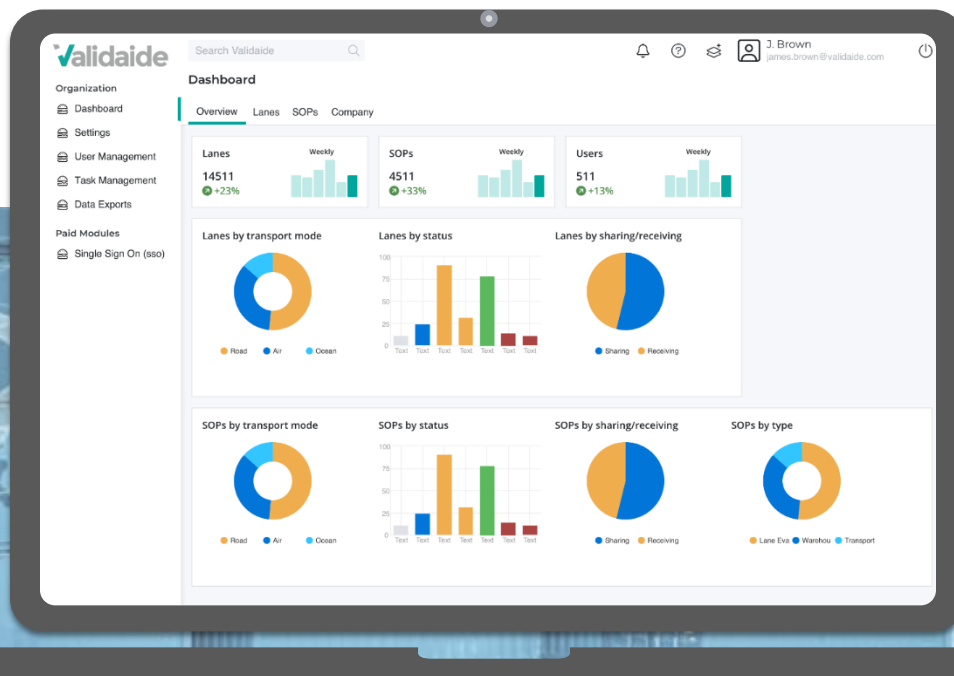 Validaide
Search Validaide
J. Brown
james.brown@validaide.com
Dashboard
Organization
Dashboard
Settings
User Management
Task Management
Data Exports
Paid Modules
Single Sign On (sso)
Overview Lanes SOPs Company
Lanes
Weekly
14511
+23%
SOPs
Weekly
4511
+33%
Users
Weekly
511
+13%
Lanes by transport mode
Road Air Ocean
Lanes by status
100
75
50
25
0
Text Text Text Text Text Text Text
Lanes by sharing/receiving
Sharing Receiving
SOPs by transport mode
Road Air Ocean
SOPs by status
100
75
50
25
0
Text Text Text Text Text Text Text
SOPs by sharing/receiving
Sharing Receiving
SOPs by type
Lane Eva Warehou Transport